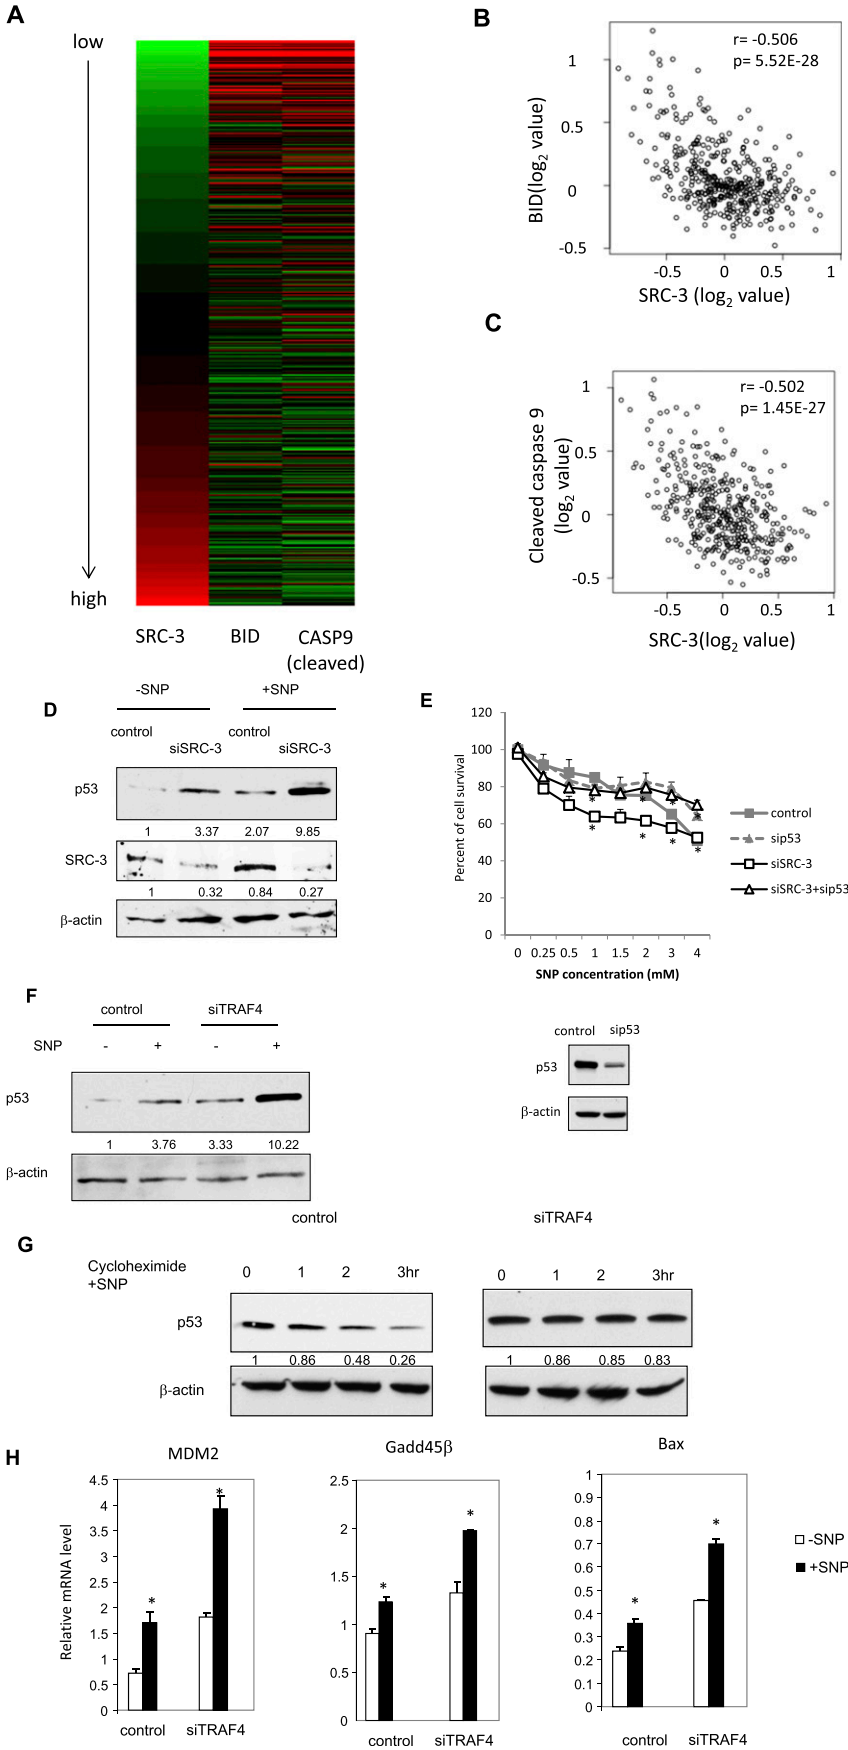 A
low
high
SRC-3 BID CASP9
(cleaved)
B
r= -0.506
p= 5.52E-28
BID(log2 value)
1
0.5
0
-0.5
-0.5 0 0.5 1
SRC-3 (log2 value)
C
r= -0.502
p= 1.45E-27
Cleaved caspase 9
(log2 value)
1
0.5
0
-0.5
-0.5 0 0.5 1
SRC-3(log2 value)
D
-SNP +SNP
control control
siSRC-3 siSRC-3
p53
1 3.37 2.07 9.85
SRC-3
1 0.32 0.84 0.27
β-actin
E
Percent of cell survival
120
100
80
60
40
20
0
* * * *
* * * *
0 0.25 0.5 1 1.5 2 3 4
SNP concentration (mM)
control
sip53
siSRC-3
siSRC-3+sip53
control sip53
p53
β-actin
F
control siTRAF4
SNP - + - +
p53
1 3.76 3.33 10.22
β-actin
G
control siTRAF4
Cycloheximide
+SNP
0 1 2 3hr 0 1 2 3hr
p53
1 0.86 0.48 0.26 1 0.86 0.85 0.83
β-actin
H
MDM2
Relative mRNA level
4.5
4
3.5
3
2.5
2
1.5
1
0.5
0
* *
control siTRAF4
Gadd45β
2.5
2
1.5
1
0.5
0
* *
control siTRAF4
Bax
1
0.9
0.8
0.7
0.6
0.5
0.4
0.3
0.2
0.1
0
* *
control siTRAF4
-SNP
+SNP